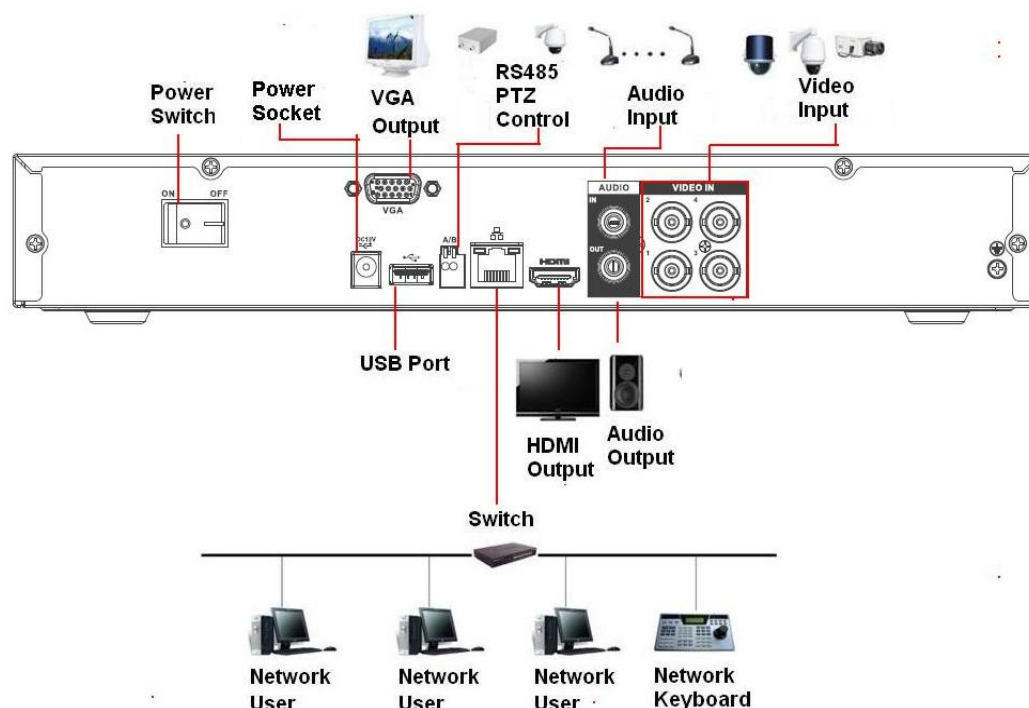 Power
Switch
Power
Socket
VGA
Output
RS485
PTZ
Control
Audio
Input
Video
Input
ON
OFF
VGA
DC12V
A/B
HDMI
AUDIO
IN
OUT
VIDEO IN
2
4
1
3
USB Port
HDMI
Output
Audio
Output
Switch
Network
User
Network
User
Network
User
Network
Keyboard